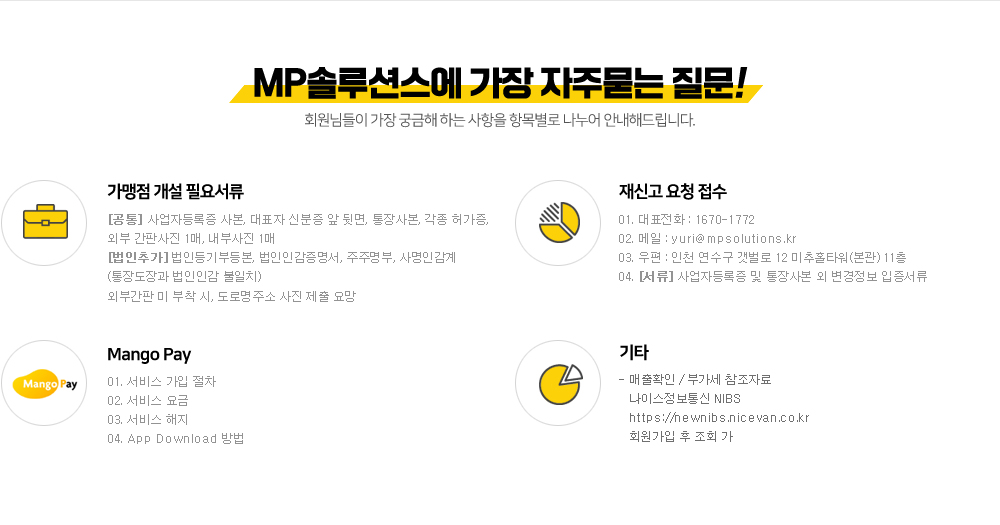 MP솔루션스에 가장 자주묻는 질문!
회원님들이 가장 궁금해 하는 사항을 항목별로 나누어 안내해드립니다.
가맹점 개설 필요서류
[공통] 사업자등록증 사본, 대표자 신분증 앞 뒷면, 통장사본, 각종 허가증,
외부 간판사진 1매, 내부사진 1매
[법인추가] 법인등기부등본, 법인인감증명서, 주주명부, 사명인감계
(통장도장과 법인인감 불일치)
외부간판 미 부착 시, 도로명주소 사진 제출 요망
재신고 요청 접수
01. 대표전화 : 1670-1772
02. 메일 : yuri@mpsolutions.kr
03. 우편 : 인천 연수구 갯벌로 12 미추홀타워(본관) 11층
04. [서류] 사업자등록증 및 통장사본 외 변경정보 입증서류
Mango Pay
Mango Pay
01. 서비스 가입 절차
02. 서비스 요금
03. 서비스 해지
04. App Download 방법
기타
- 매출확인 / 부가세 참조자료
나이스정보통신 NIBS
https://newnibs.nicevan.co.kr
회원가입 후 조회 가